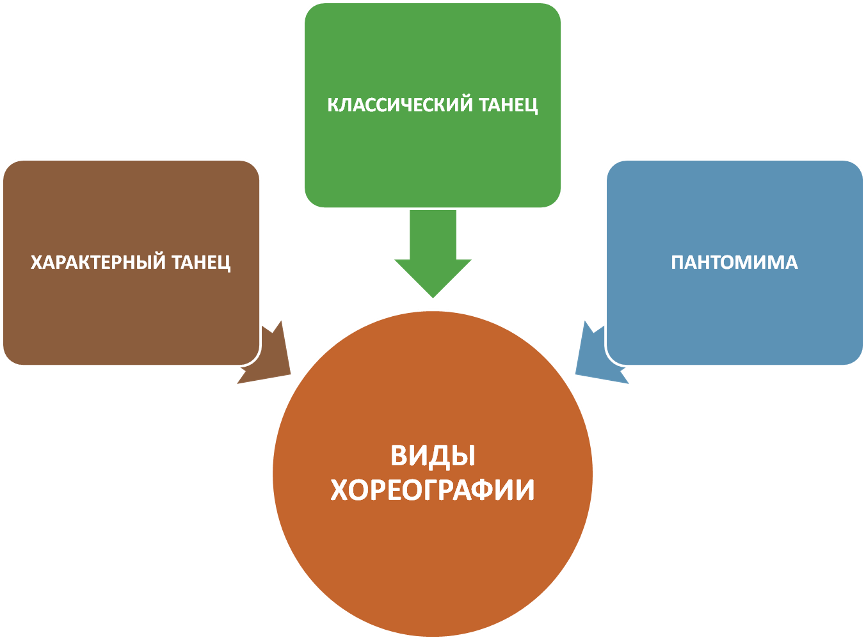 КЛАССИЧЕСКИЙ ТАНЕЦ
ХАРАКТЕРНЫЙ ТАНЕЦ
ПАНТОМИМА
ВИДЫ
ХОРЕОГРАФИИ